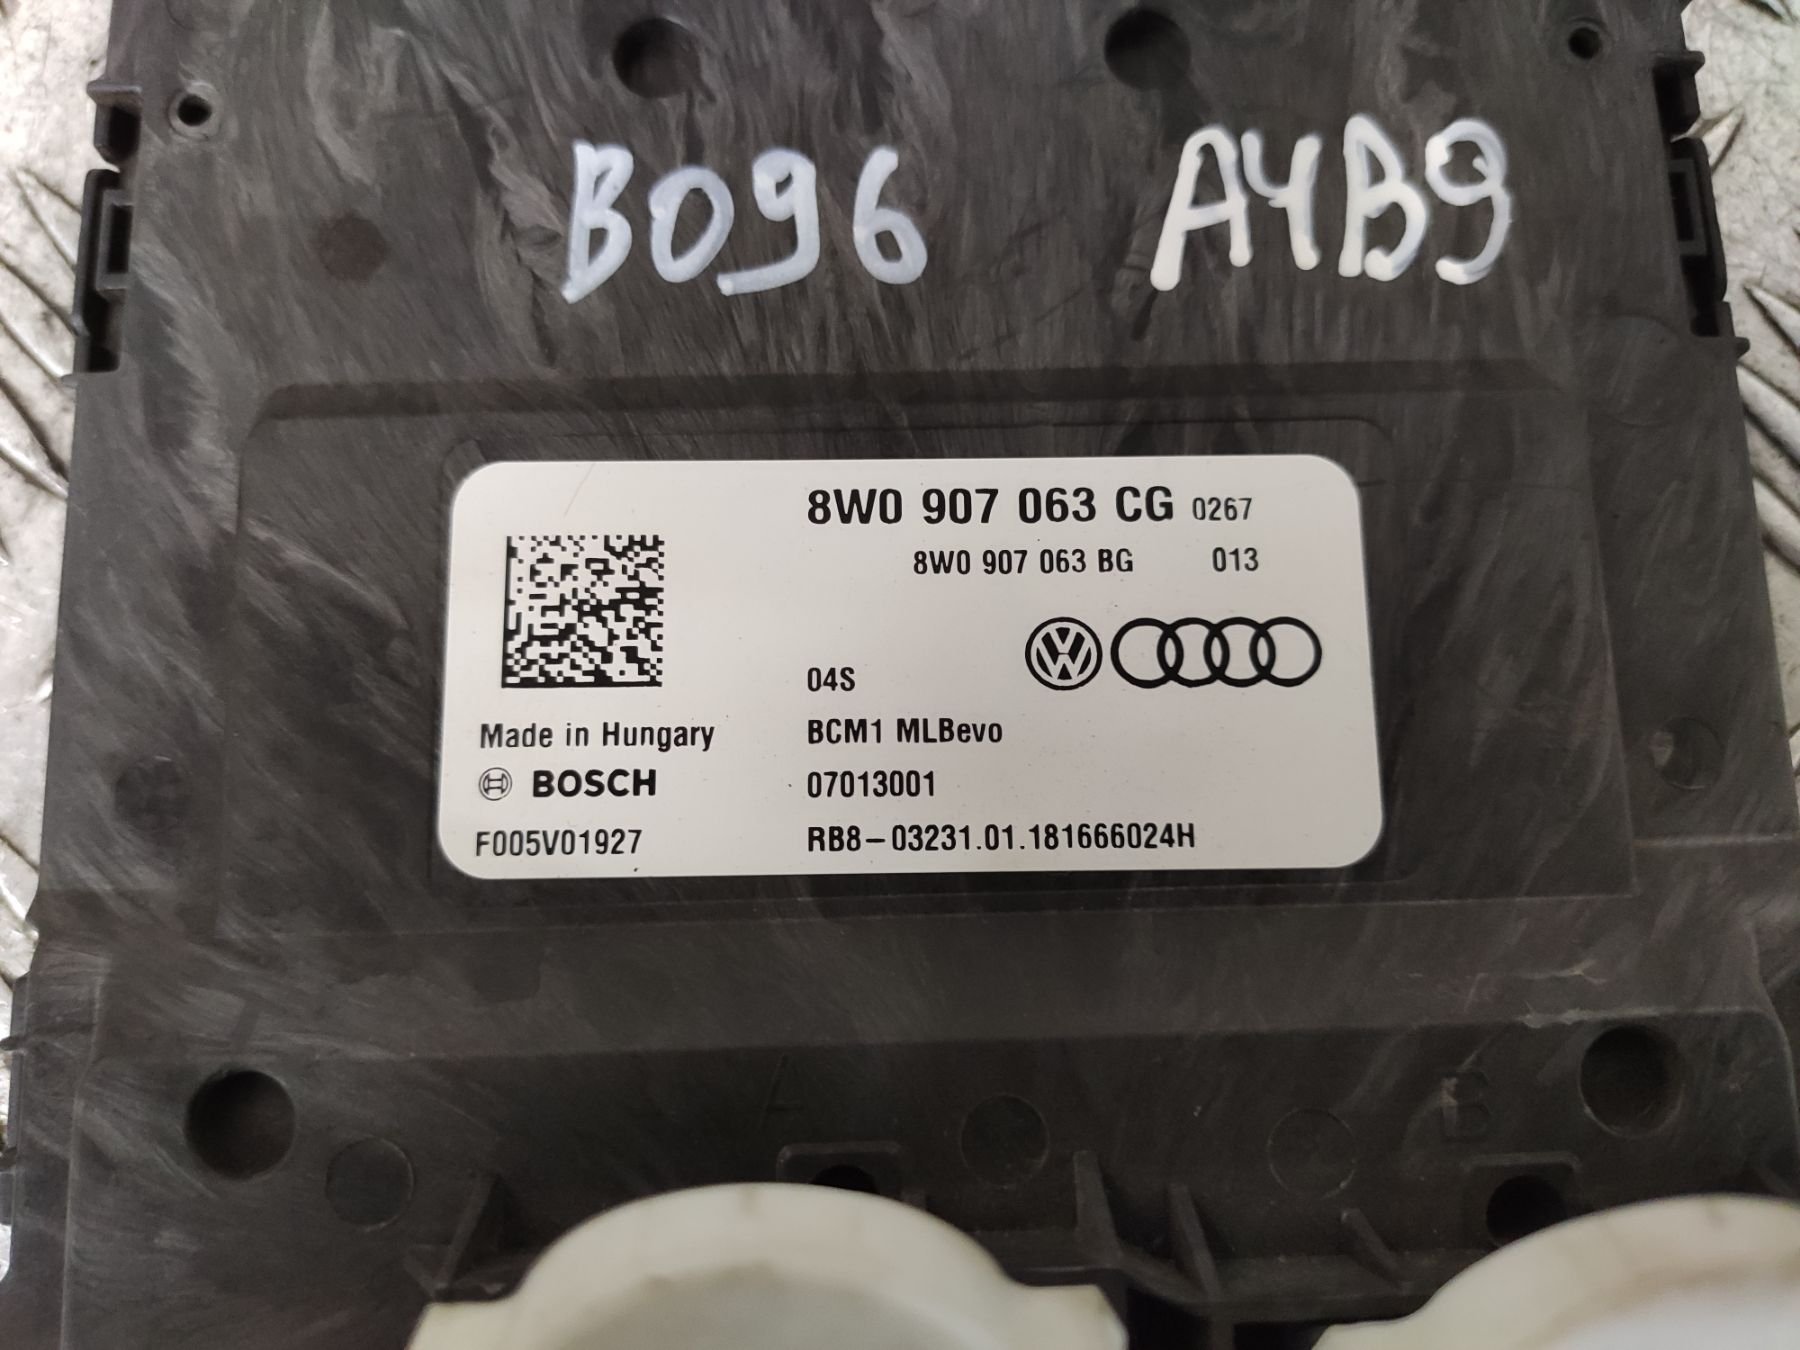 B096 A4B9
8W0 907 063 CG 0267
8W0 907 063 BG 013
04S
Made in Hungary BCM1 MLBevo
BOSCH 07013001
F005V01927 RB8-03231.01.181666024H
A B